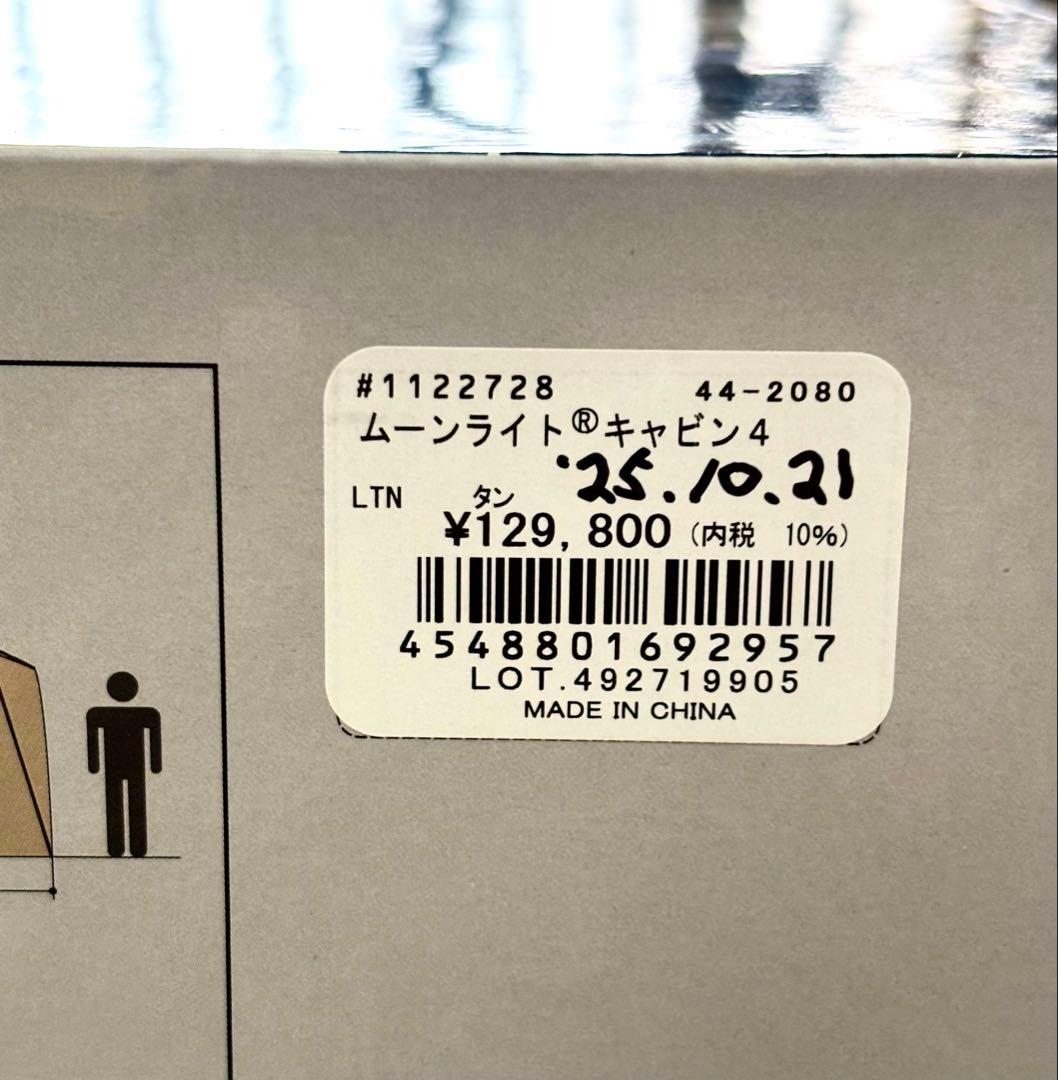 #1122728 44-2080
ムーンライト®キャビン4
'25.10.21
LTN タン
¥129,800 (内税 10%)
4548801692957
LOT.492719905
MADE IN CHINA